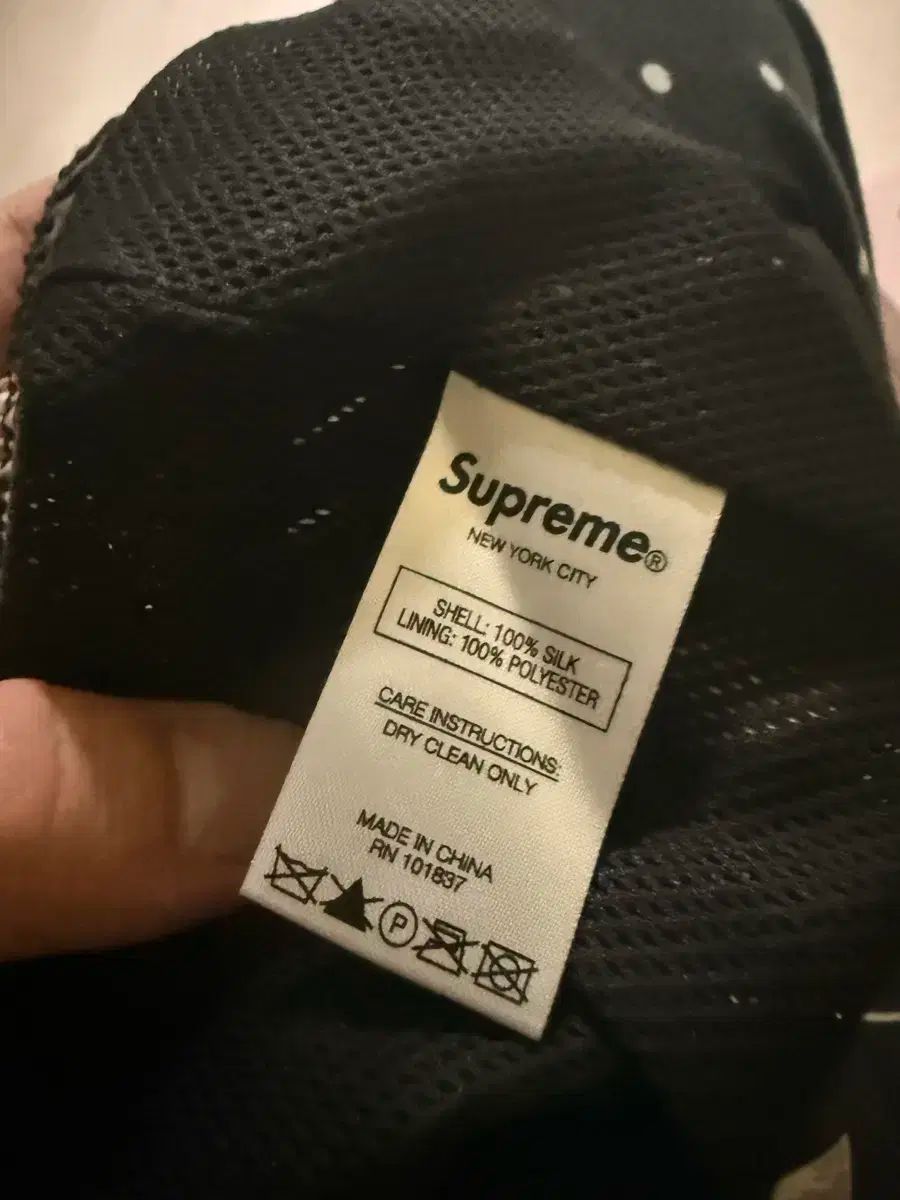 Supreme®
NEW YORK CITY
SHELL: 100% SILK
LINING: 100% POLYESTER
CARE INSTRUCTIONS:
DRY CLEAN ONLY
MADE IN CHINA
RN 101837
P